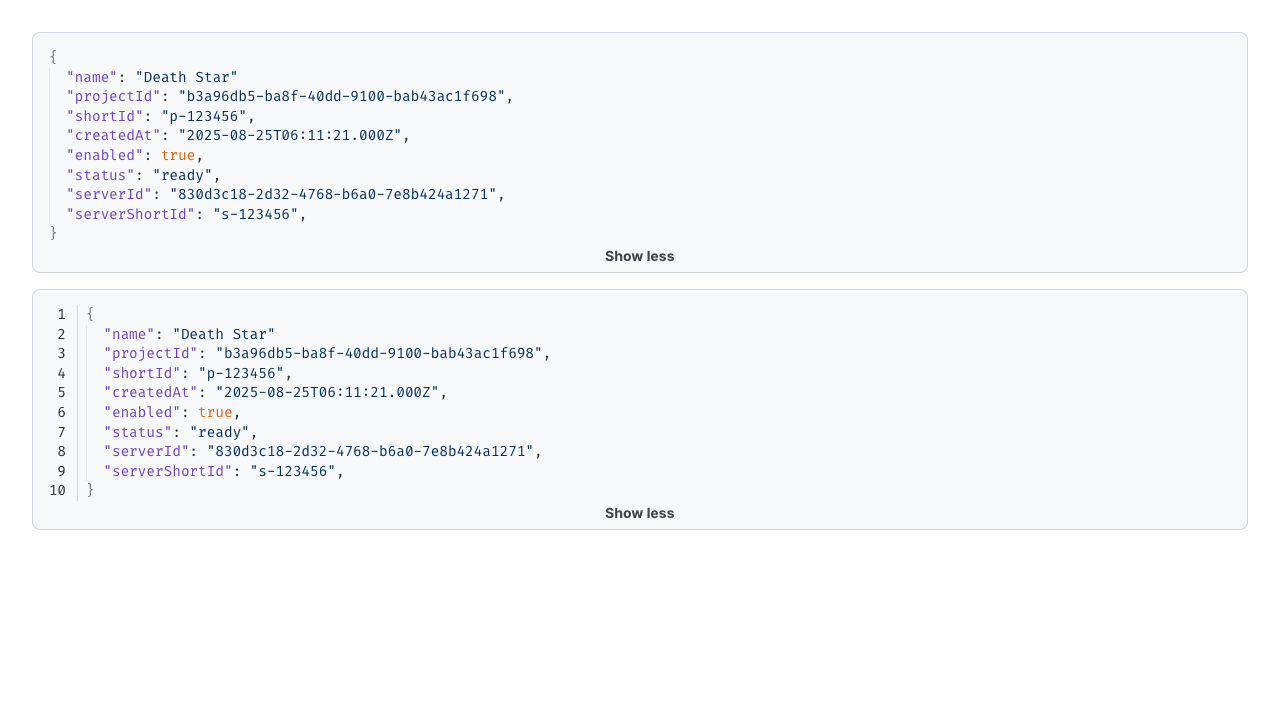 {
  "name": "Death Star"
  "projectId": "b3a96db5-ba8f-40dd-9100-bab43ac1f698",
  "shortId": "p-123456",
  "createdAt": "2025-08-25T06:11:21.000Z",
  "enabled": true,
  "status": "ready",
  "serverId": "830d3c18-2d32-4768-b6a0-7e8b424a1271",
  "serverShortId": "s-123456",
}
Show less
1 {
2   "name": "Death Star"
3   "projectId": "b3a96db5-ba8f-40dd-9100-bab43ac1f698",
4   "shortId": "p-123456",
5   "createdAt": "2025-08-25T06:11:21.000Z",
6   "enabled": true,
7   "status": "ready",
8   "serverId": "830d3c18-2d32-4768-b6a0-7e8b424a1271",
9   "serverShortId": "s-123456",
10 }
Show less